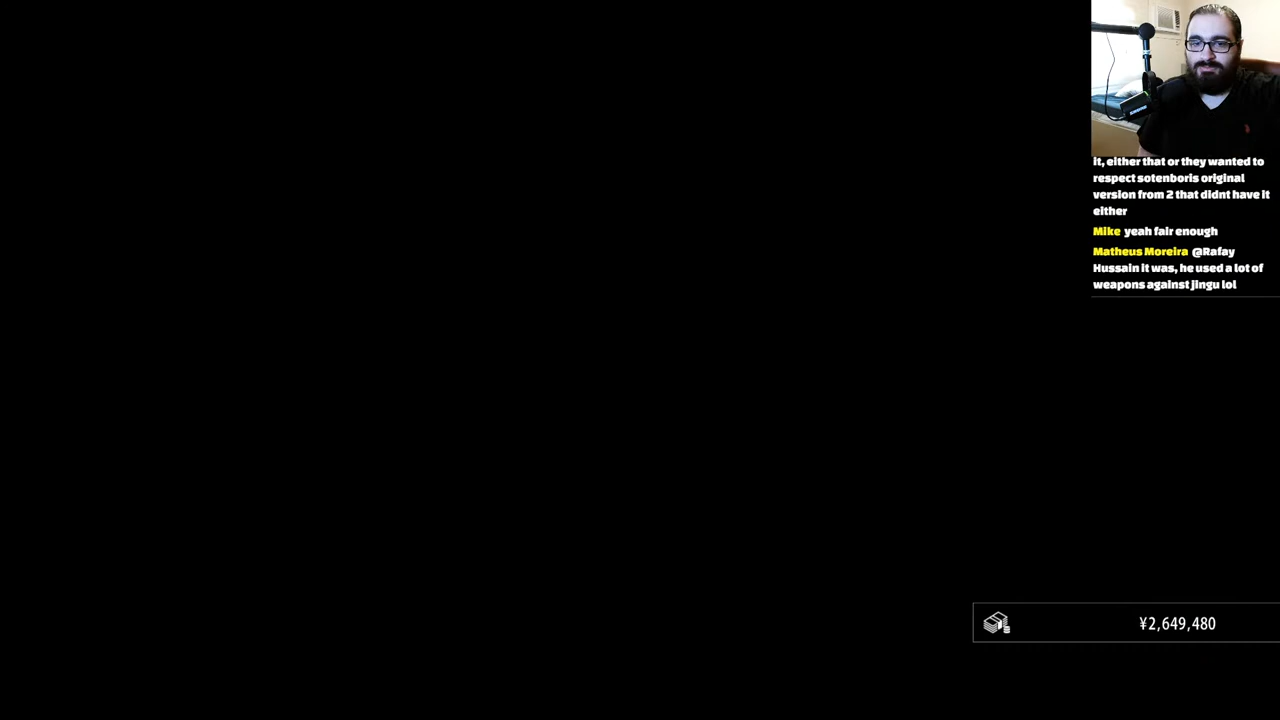 it, either that or they wanted to
respect sotenboris original
version from 2 that didnt have it
either
Mike yeah fair enough
Matheus Moreira @Rafay
Hussain it was, he used a lot of
weapons against jingu lol
¥2,649,480